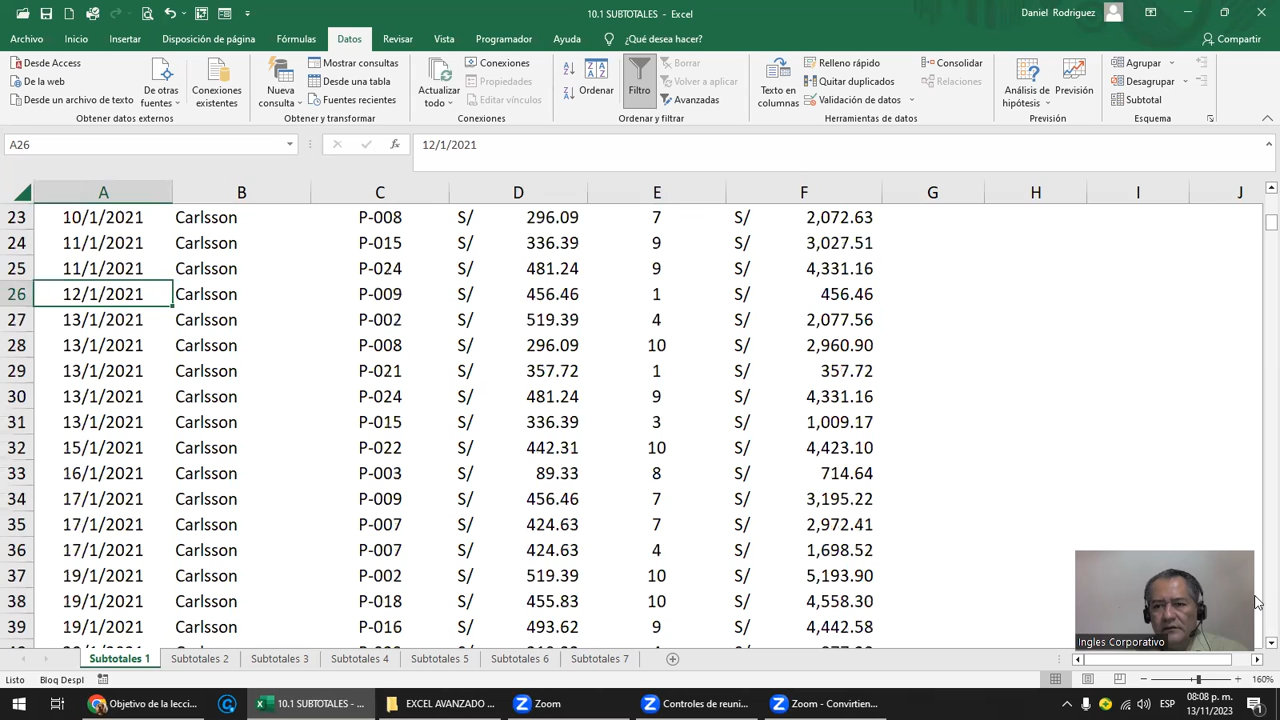 10.1 SUBTOTALES - Excel
Daniel Rodriguez
Archivo Inicio Insertar Disposición de página Fórmulas Datos Revisar Vista Programador Ayuda ¿Qué desea hacer? Compartir
Desde Access
De la web
Desde un archivo de texto
De otras fuentes
Conexiones existentes
Obtener datos externos
Nueva consulta
Mostrar consultas
Desde una tabla
Fuentes recientes
Obtener y transformar
Actualizar todo
Conexiones
Propiedades
Editar vínculos
Conexiones
Ordenar
Filtro
Borrar
Volver a aplicar
Avanzadas
Ordenar y filtrar
Texto en columnas
Relleno rápido
Quitar duplicados
Validación de datos
Consolidar
Relaciones
Herramientas de datos
Análisis de hipótesis
Previsión
Previsión
Agrupar
Desagrupar
Subtotal
Esquema
A26 fx 12/1/2021
A B C D E F G H I J
23 10/1/2021 Carlsson P-008 S/ 296.09 7 S/ 2,072.63
24 11/1/2021 Carlsson P-015 S/ 336.39 9 S/ 3,027.51
25 11/1/2021 Carlsson P-024 S/ 481.24 9 S/ 4,331.16
26 12/1/2021 Carlsson P-009 S/ 456.46 1 S/ 456.46
27 13/1/2021 Carlsson P-002 S/ 519.39 4 S/ 2,077.56
28 13/1/2021 Carlsson P-008 S/ 296.09 10 S/ 2,960.90
29 13/1/2021 Carlsson P-021 S/ 357.72 1 S/ 357.72
30 13/1/2021 Carlsson P-024 S/ 481.24 9 S/ 4,331.16
31 13/1/2021 Carlsson P-015 S/ 336.39 3 S/ 1,009.17
32 15/1/2021 Carlsson P-022 S/ 442.31 10 S/ 4,423.10
33 16/1/2021 Carlsson P-003 S/ 89.33 8 S/ 714.64
34 17/1/2021 Carlsson P-009 S/ 456.46 7 S/ 3,195.22
35 17/1/2021 Carlsson P-007 S/ 424.63 7 S/ 2,972.41
36 17/1/2021 Carlsson P-007 S/ 424.63 4 S/ 1,698.52
37 19/1/2021 Carlsson P-002 S/ 519.39 10 S/ 5,193.90
38 19/1/2021 Carlsson P-018 S/ 455.83 10 S/ 4,558.30
39 19/1/2021 Carlsson P-016 S/ 493.62 9 S/ 4,442.58
Ingles Corporativo
Subtotales 1 Subtotales 2 Subtotales 3 Subtotales 4 Subtotales 5 Subtotales 6 Subtotales 7
Listo Bloq Despl 160%
Objetivo de la lecci... 10.1 SUBTOTALES - ... EXCEL AVANZADO ... Zoom Controles de reuni... Zoom - Convirtien... ESP 08:08 p. m.
13/11/2023